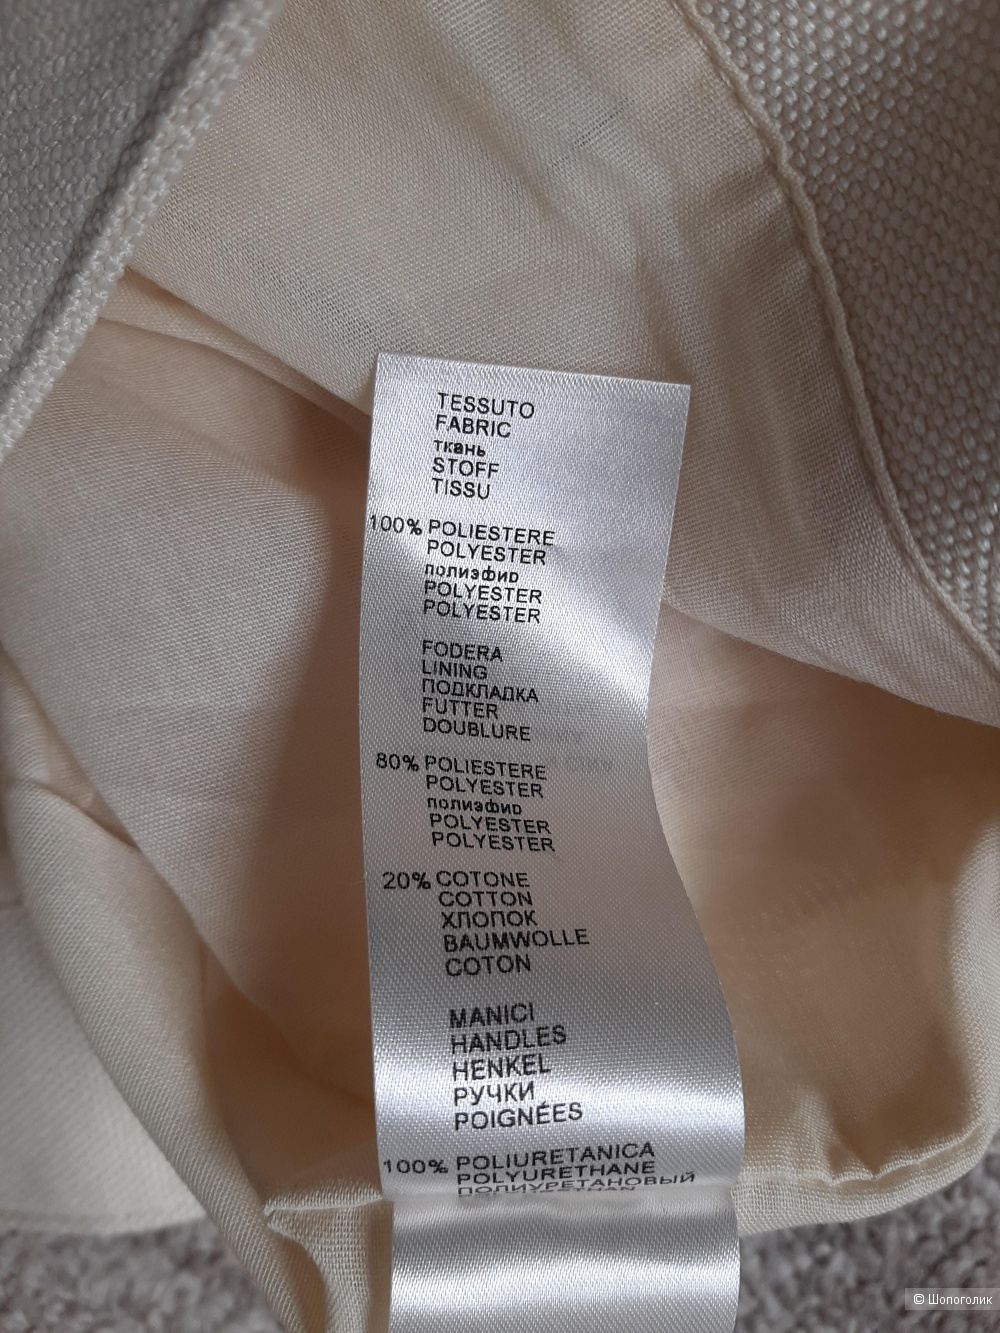 TESSUTO
FABRIC
ткань
STOFF
TISSU
100% POLIESTERE
POLYESTER
полиэфир
POLYESTER
POLYESTER
FODERA
LINING
ПОДКЛАДКА
FUTTER
DOUBLURE
80% POLIESTERE
POLYESTER
полиэфир
POLYESTER
POLYESTER
20% COTONE
COTTON
ХЛОПОК
BAUMWOLLE
COTON
MANICI
HANDLES
HENKEL
РУЧКИ
POIGNÉES
100% POLIURETANICA
POLYURETHANE
ПОЛИУРЕТАНОВЫЙ
© Шопоголик